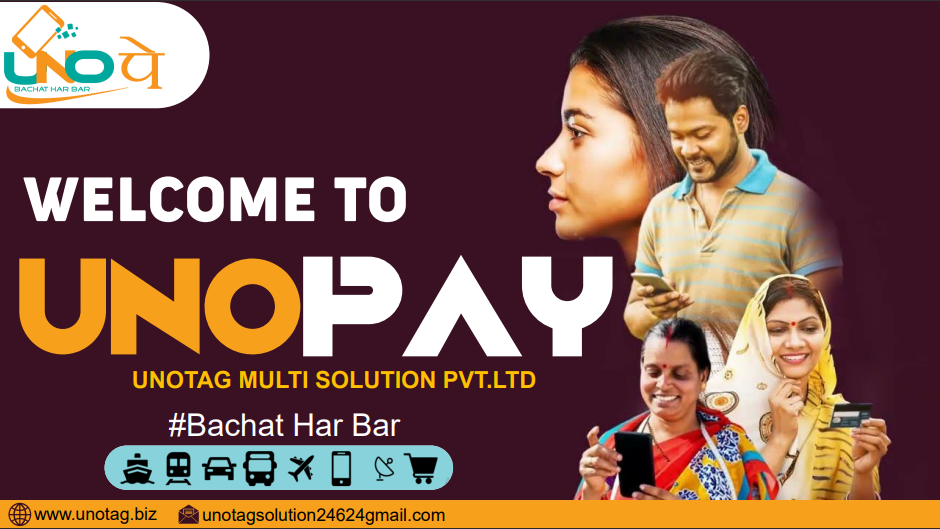 UNO पे
BACHAT HAR BAR
WELCOME TO
UNOPAY
UNOTAG MULTI SOLUTION PVT.LTD
#Bachat Har Bar
www.unotag.biz unotagsolution24624gmail.com